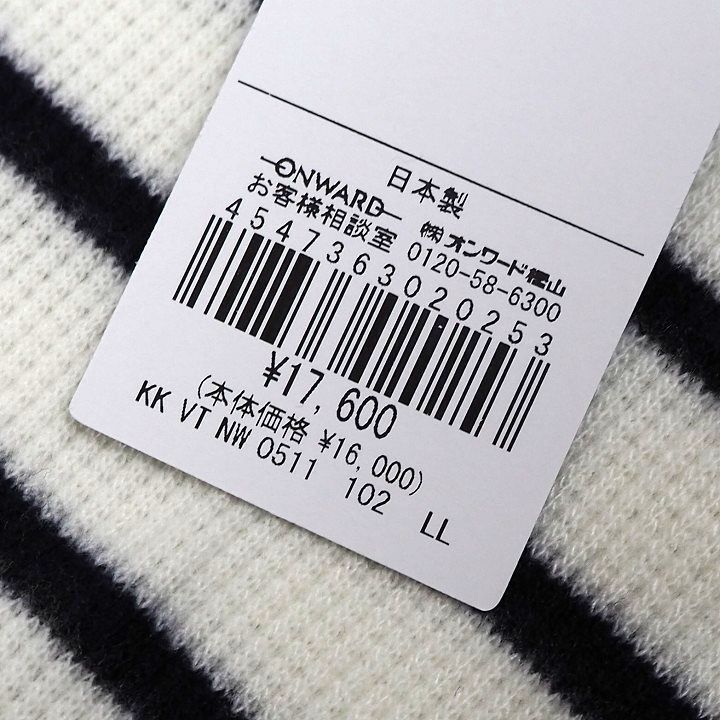 日本製
ONWARD ㈱オンワード樫山
お客様相談室 0120-58-6300
4547363020253
¥17,600
(本体価格 ¥16,000)
KK VT NW 0511 102 LL